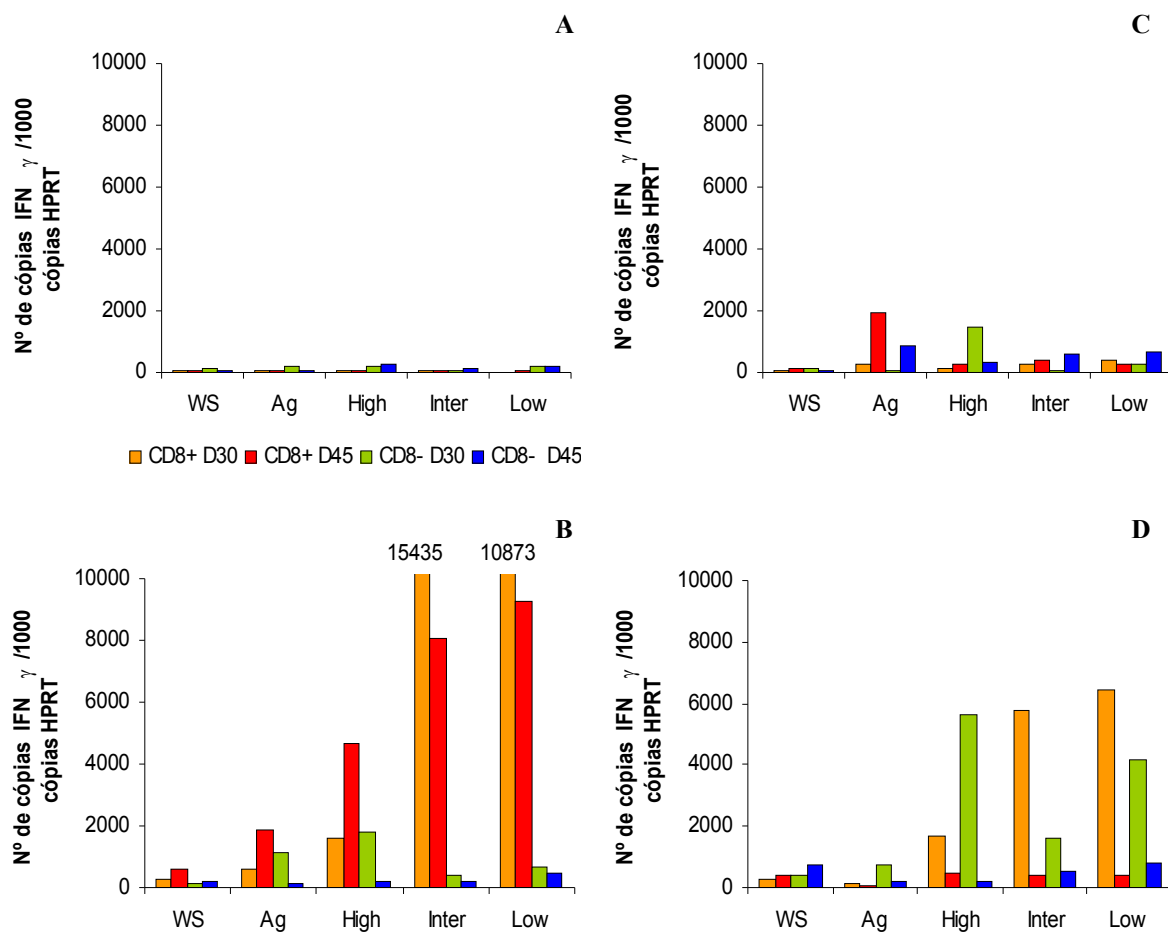 A
Nº de cópias IFN γ /1000
cópias HPRT
10000
8000
6000
4000
2000
0
WS Ag High Inter Low
C
Nº de cópias IFN γ /1000
cópias HPRT
10000
8000
6000
4000
2000
0
WS Ag High Inter Low
CD8+ D30 CD8+ D45 CD8- D30 CD8- D45
B
Nº de cópias IFN γ /1000
cópias HPRT
15435 10873
10000
8000
6000
4000
2000
0
WS Ag High Inter Low
D
Nº de cópias IFN γ /1000
cópias HPRT
10000
8000
6000
4000
2000
0
WS Ag High Inter Low